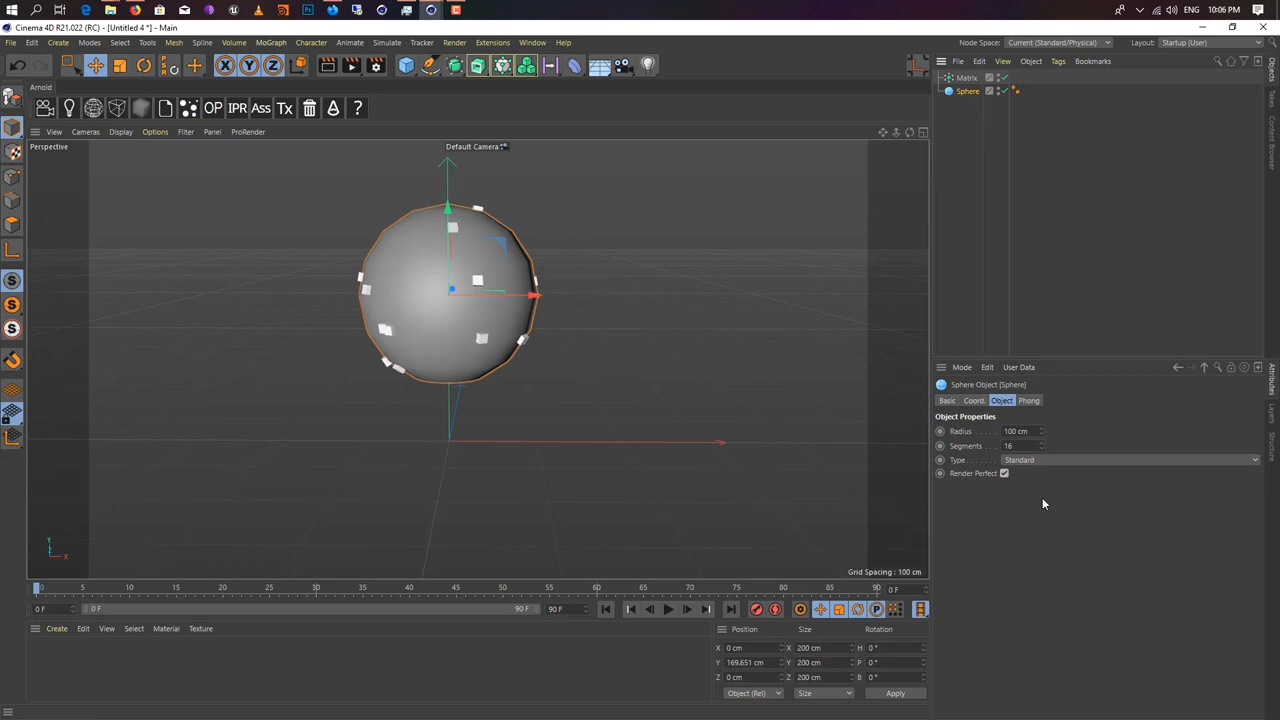 ENG 10:06 PM
Cinema 4D R21.022 (RC) - [Untitled 4 *] - Main
File Edit Create Modes Select Tools Mesh Spline Volume MoGraph Character Animate Simulate Tracker Render Extensions Window Help
Node Space: Current (Standard/Physical) Layout: Startup (User)
X Y Z
File Edit View Object Tags Bookmarks
Matrix
Sphere
Arnold
OP IPR Ass Tx ?
View Cameras Display Options Filter Panel ProRender
Perspective
Default Camera
Objects
Takes
Content Browser
Mode Edit User Data
Sphere Object [Sphere]
Basic Coord. Object Phong
Object Properties
Radius 100 cm
Segments 16
Type Standard
Render Perfect
Attributes
Layers
Structure
Y
Z
X
Grid Spacing : 100 cm
0 5 10 15 20 25 30 35 40 45 50 55 60 65 70 75 80 85 90 0 F
0 F 0 F 90 F 90 F
Create Edit View Select Material Texture
Position Size Rotation
X 0 cm X 200 cm H 0 °
Y 169.651 cm Y 200 cm P 0 °
Z 0 cm Z 200 cm B 0 °
Object (Rel) Size Apply